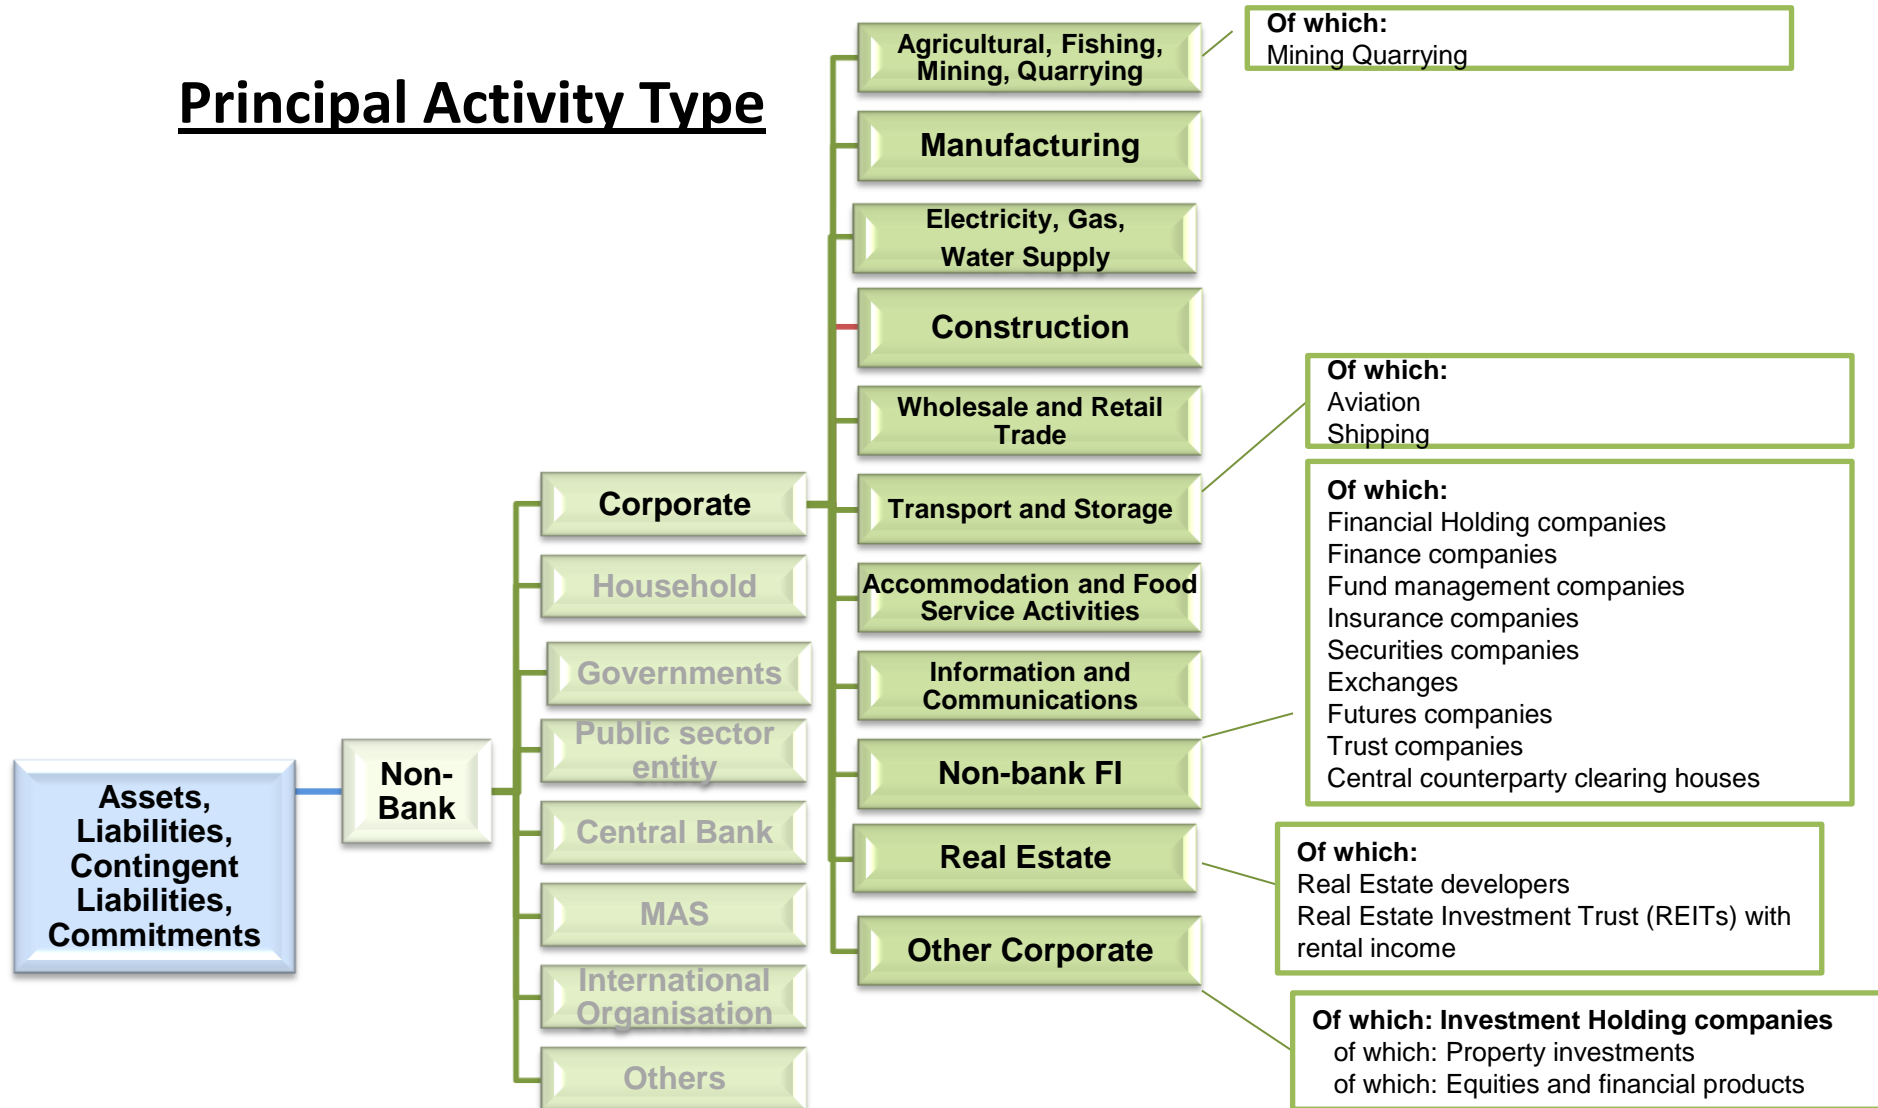 Principal Activity Type
Assets,
Liabilities,
Contingent
Liabilities,
Commitments
Non-
Bank
Corporate
Household
Governments
Public sector
entity
Central Bank
MAS
International
Organisation
Others
Agricultural, Fishing,
Mining, Quarrying
Manufacturing
Electricity, Gas,
Water Supply
Construction
Wholesale and Retail
Trade
Transport and Storage
Accommodation and Food
Service Activities
Information and
Communications
Non-bank FI
Real Estate
Other Corporate
Of which:
Mining Quarrying
Of which:
Aviation
Shipping
Of which:
Financial Holding companies
Finance companies
Fund management companies
Insurance companies
Securities companies
Exchanges
Futures companies
Trust companies
Central counterparty clearing houses
Of which:
Real Estate developers
Real Estate Investment Trust (REITs) with
rental income
Of which: Investment Holding companies
of which: Property investments
of which: Equities and financial products